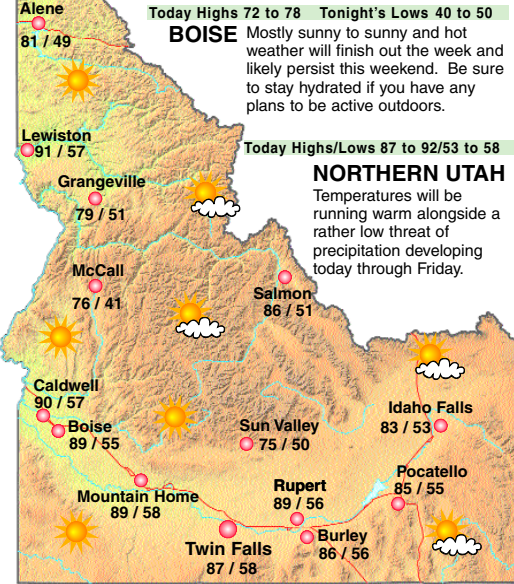 Alene
81 / 49
Today Highs 72 to 78 Tonight's Lows 40 to 50
BOISE Mostly sunny to sunny and hot
weather will finish out the week and
likely persist this weekend. Be sure
to stay hydrated if you have any
plans to be active outdoors.
Lewiston
91 / 57
Today Highs/Lows 87 to 92/53 to 58
NORTHERN UTAH
Temperatures will be
running warm alongside a
rather low threat of
precipitation developing
today through Friday.
Grangeville
79 / 51
McCall
76 / 41
Salmon
86 / 51
Caldwell
90 / 57
Boise
89 / 55
Sun Valley
75 / 50
Idaho Falls
83 / 53
Mountain Home
89 / 58
Rupert
89 / 56
Pocatello
85 / 55
Twin Falls
87 / 58
Burley
86 / 56